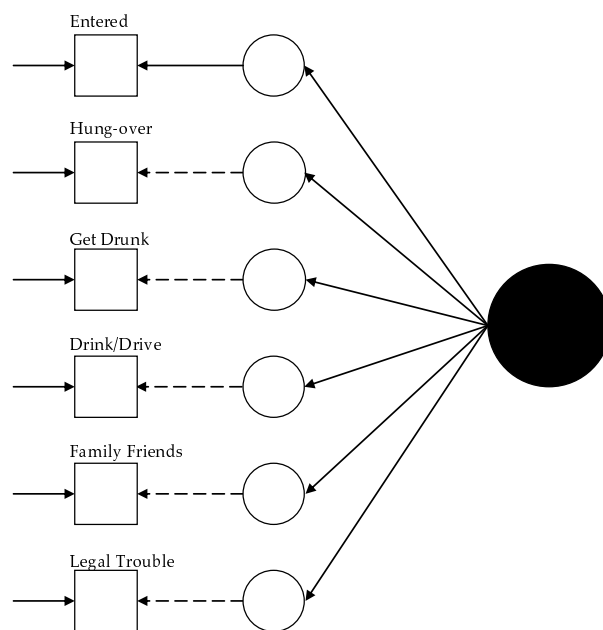 Entered
Hung-over
Get Drunk
Drink/Drive
Family Friends
Legal Trouble